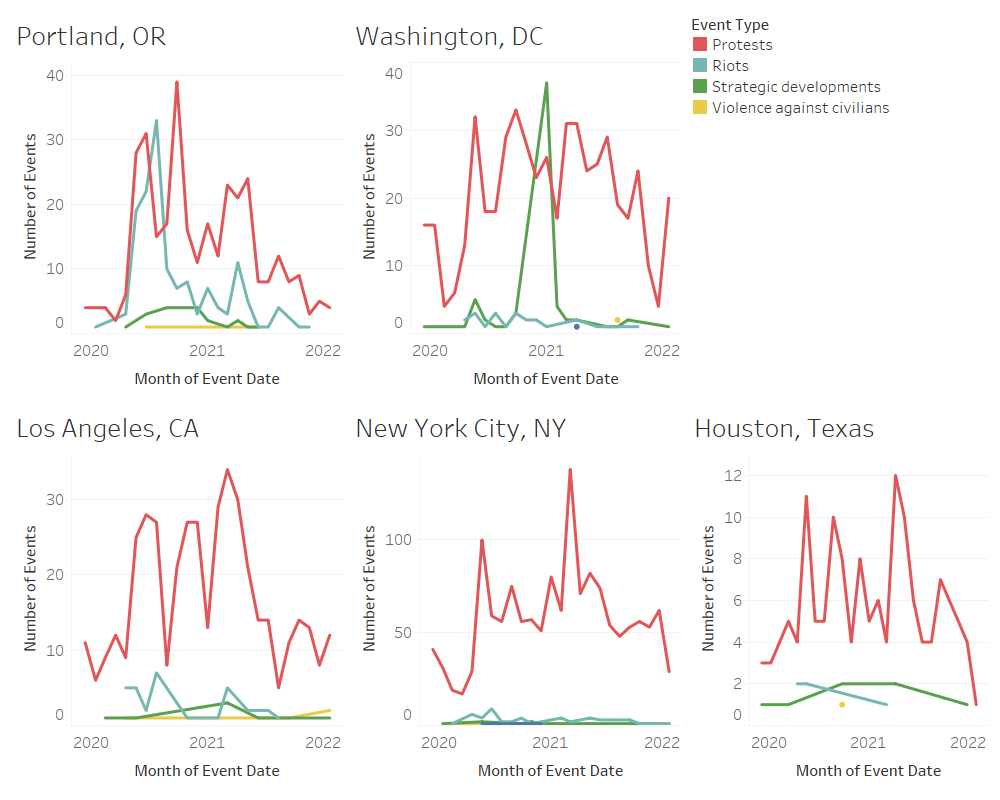 Portland, OR
Washington, DC
Event Type
Protests
Riots
Strategic developments
Violence against civilians
40
30
20
10
0
Number of Events
2020
2021
2022
Month of Event Date
40
30
20
10
0
Number of Events
2020
2021
2022
Month of Event Date
Los Angeles, CA
New York City, NY
Houston, Texas
30
20
10
0
Number of Events
2020
2021
2022
Month of Event Date
100
50
0
Number of Events
2020
2021
2022
Month of Event Date
12
10
8
6
4
2
0
Number of Events
2020
2021
2022
Month of Event Date